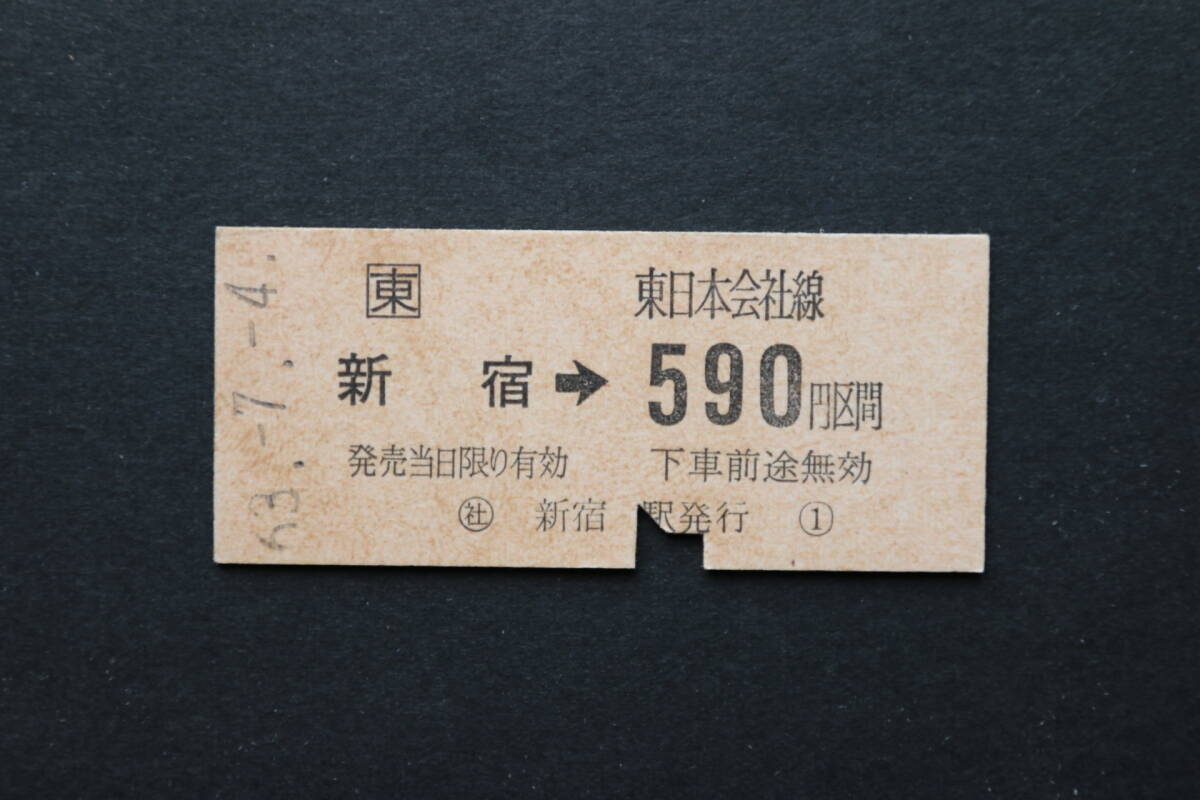 63.-7.-4.
東 東日本会社線
新宿➡590円区間
発売当日限り有効 下車前途無効
㊓ 新宿駅発行 ①